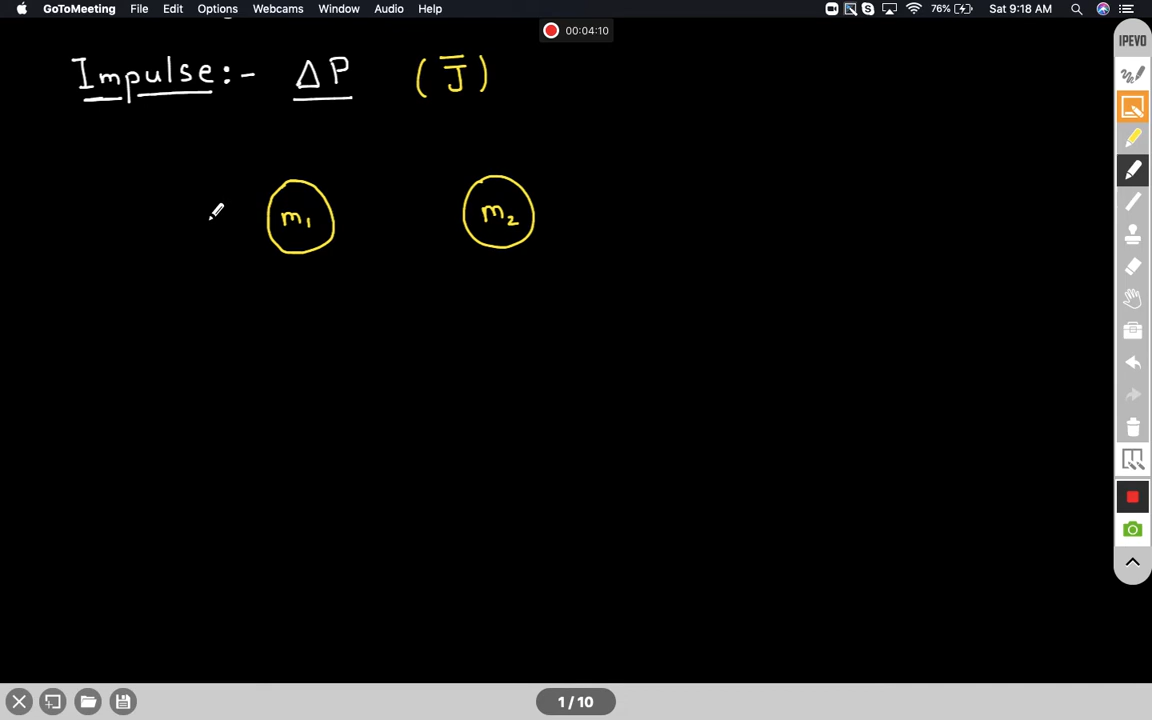 GoToMeeting File Edit Options Webcams Window Audio Help 76% Sat 9:18 AM
00:04:10
IPEVO
Impulse:- ΔP (J̅)
m₁ m₂
1 / 10